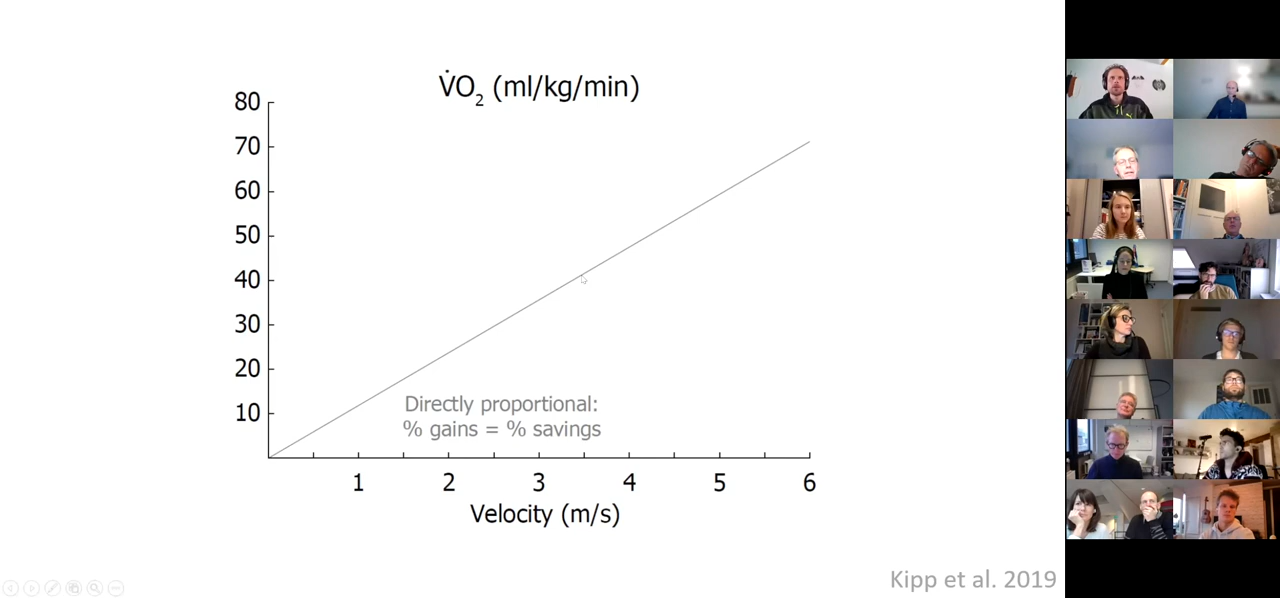 V̇O₂ (ml/kg/min)
80
70
60
50
40
30
20
10
Directly proportional:
% gains = % savings
1 2 3 4 5 6
Velocity (m/s)
Kipp et al. 2019